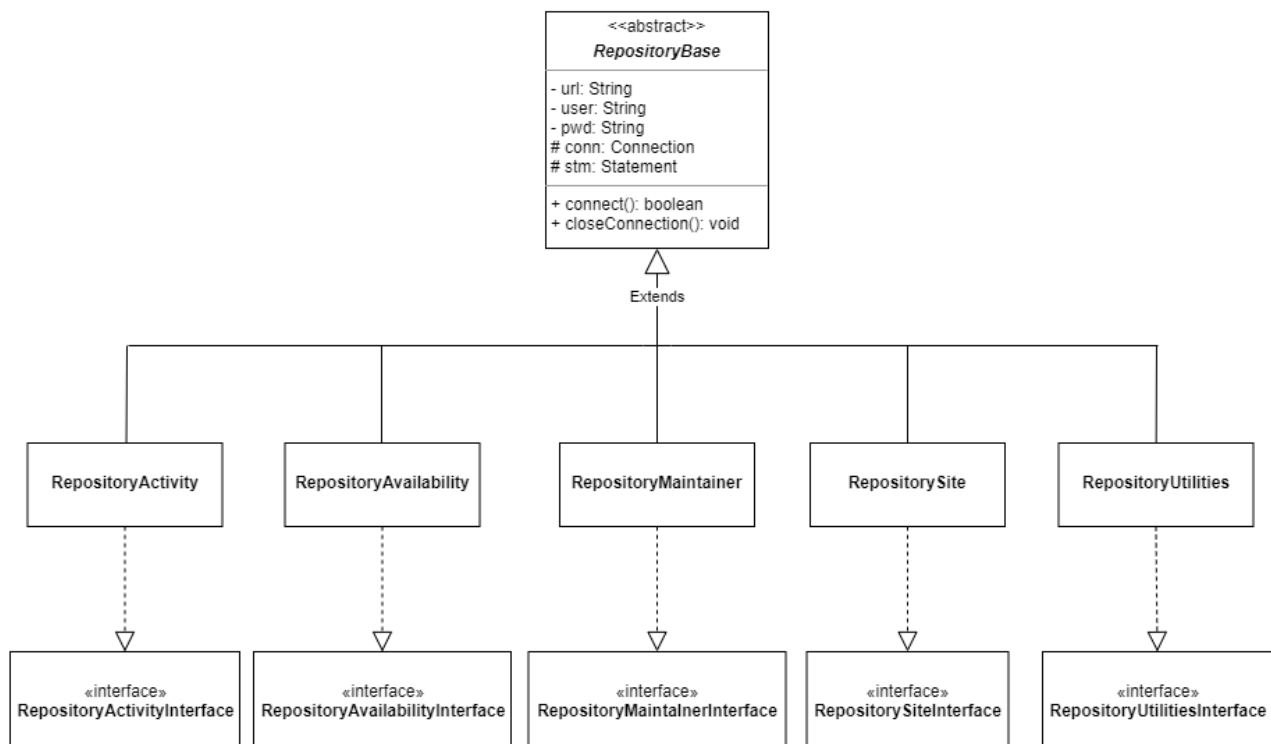 <<abstract>>
RepositoryBase
- url: String
- user: String
- pwd: String
# conn: Connection
# stm: Statement
+ connect(): boolean
+ closeConnection(): void
Extends
RepositoryActivity
RepositoryAvailability
RepositoryMaintainer
RepositorySite
RepositoryUtilities
«interface»
RepositoryActivityInterface
«interface»
RepositoryAvailabilityInterface
«interface»
RepositoryMaintaInerInterface
«interface»
RepositorySiteInterface
«interface»
RepositoryUtilitiesInterface